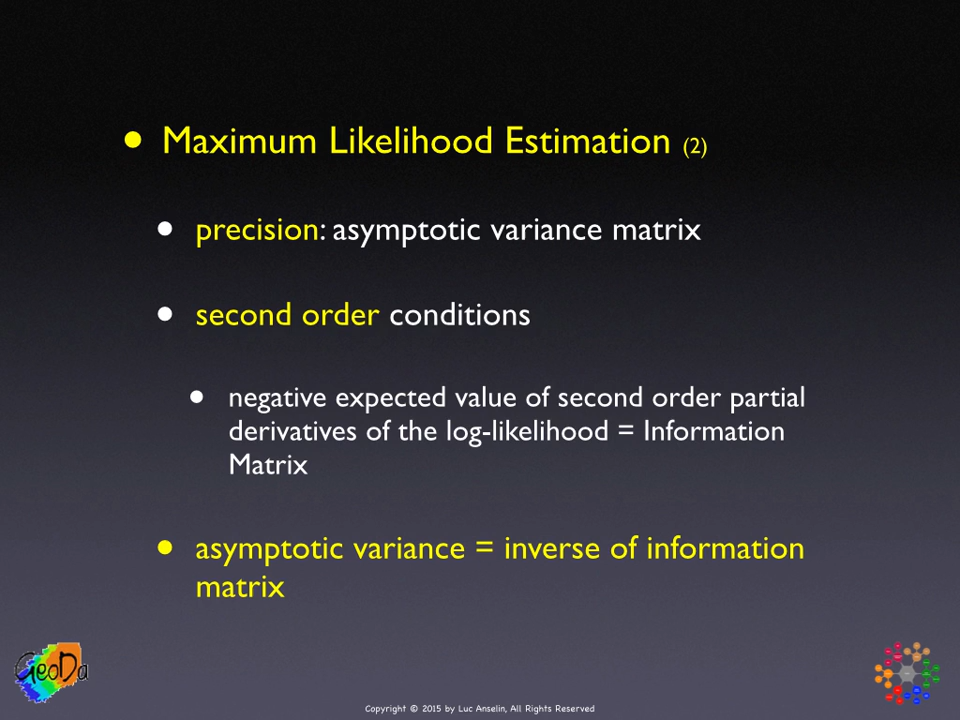 • Maximum Likelihood Estimation (2)
• precision: asymptotic variance matrix
• second order conditions
• negative expected value of second order partial
derivatives of the log-likelihood = Information
Matrix
• asymptotic variance = inverse of information
matrix
GeoDa
Copyright © 2015 by Luc Anselin, All Rights Reserved